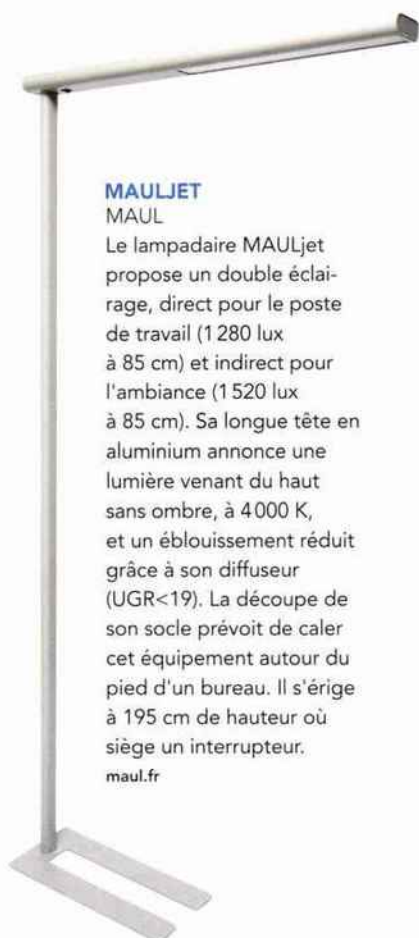 MAULJET
MAUL
Le lampadaire MAULjet
propose un double éclai-
rage, direct pour le poste
de travail (1 280 lux
à 85 cm) et indirect pour
l'ambiance (1 520 lux
à 85 cm). Sa longue tête en
aluminium annonce une
lumière venant du haut
sans ombre, à 4 000 K,
et un éblouissement réduit
grâce à son diffuseur
(UGR<19). La découpe de
son socle prévoit de caler
cet équipement autour du
pied d'un bureau. Il s'érige
à 195 cm de hauteur où
siège un interrupteur.
maul.fr